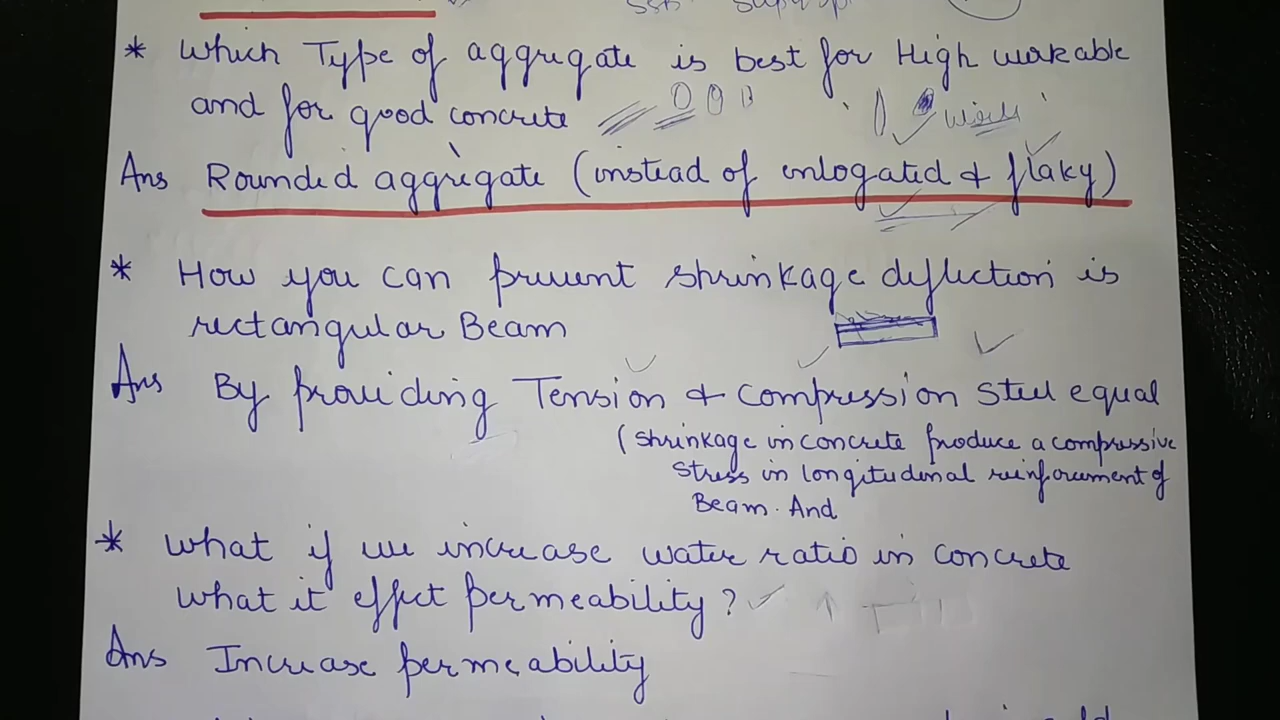 * Which Type of aggregate is best for High workable
and for good concrete
Ans Rounded aggregate (instead of enlogated & flaky)
* How you can prevent shrinkage deflection is
rectangular Beam
Ans By providing Tension & compression steel equal
(shrinkage in concrete produce a compressive
stress in longitudinal reinforcement of
Beam. And
* What if we increase water ratio in concrete
what it effect permeability?
Ans Increase permeability